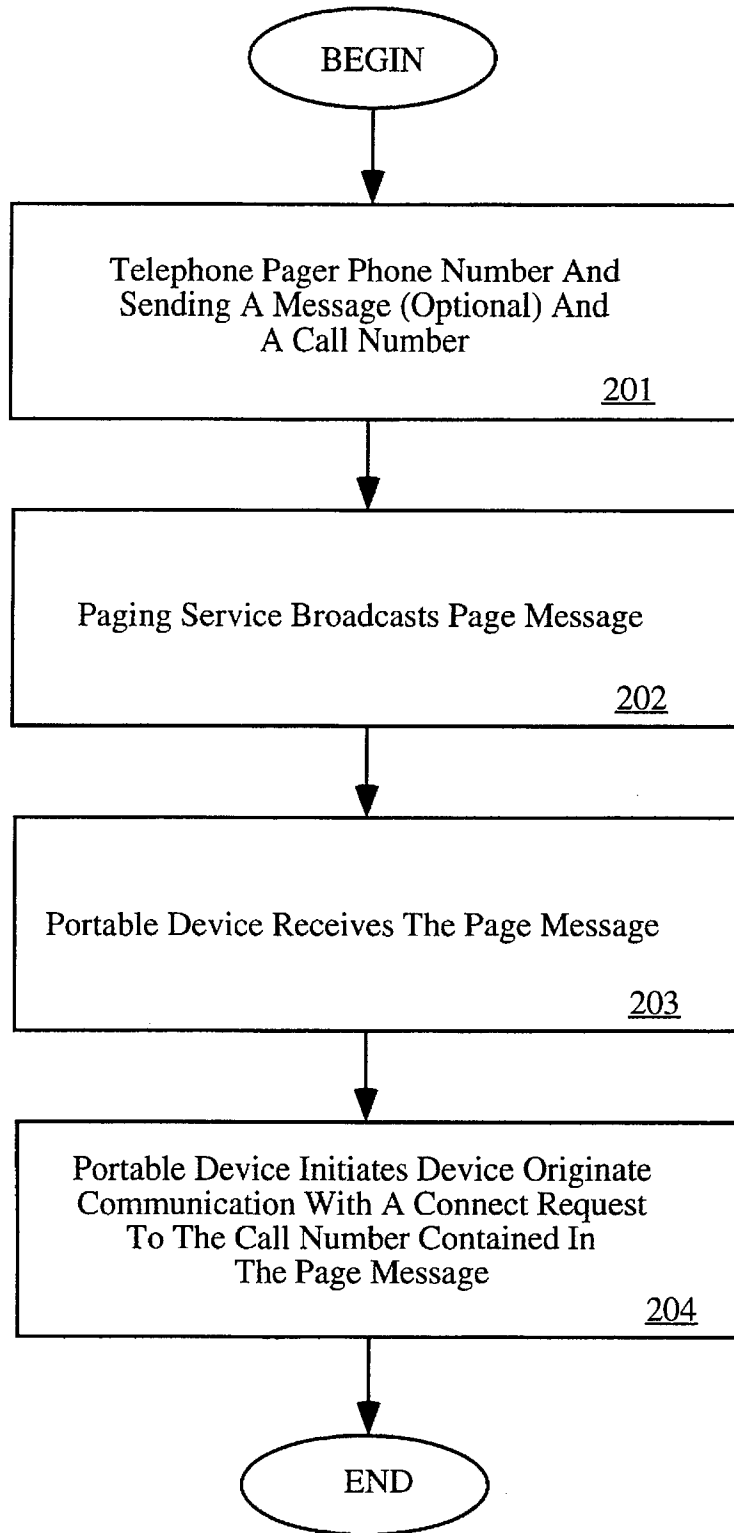 BEGIN
Telephone Pager Phone Number And
Sending A Message (Optional) And
A Call Number
201
Paging Service Broadcasts Page Message
202
Portable Device Receives The Page Message
203
Portable Device Initiates Device Originate
Communication With A Connect Request
To The Call Number Contained In
The Page Message
204
END